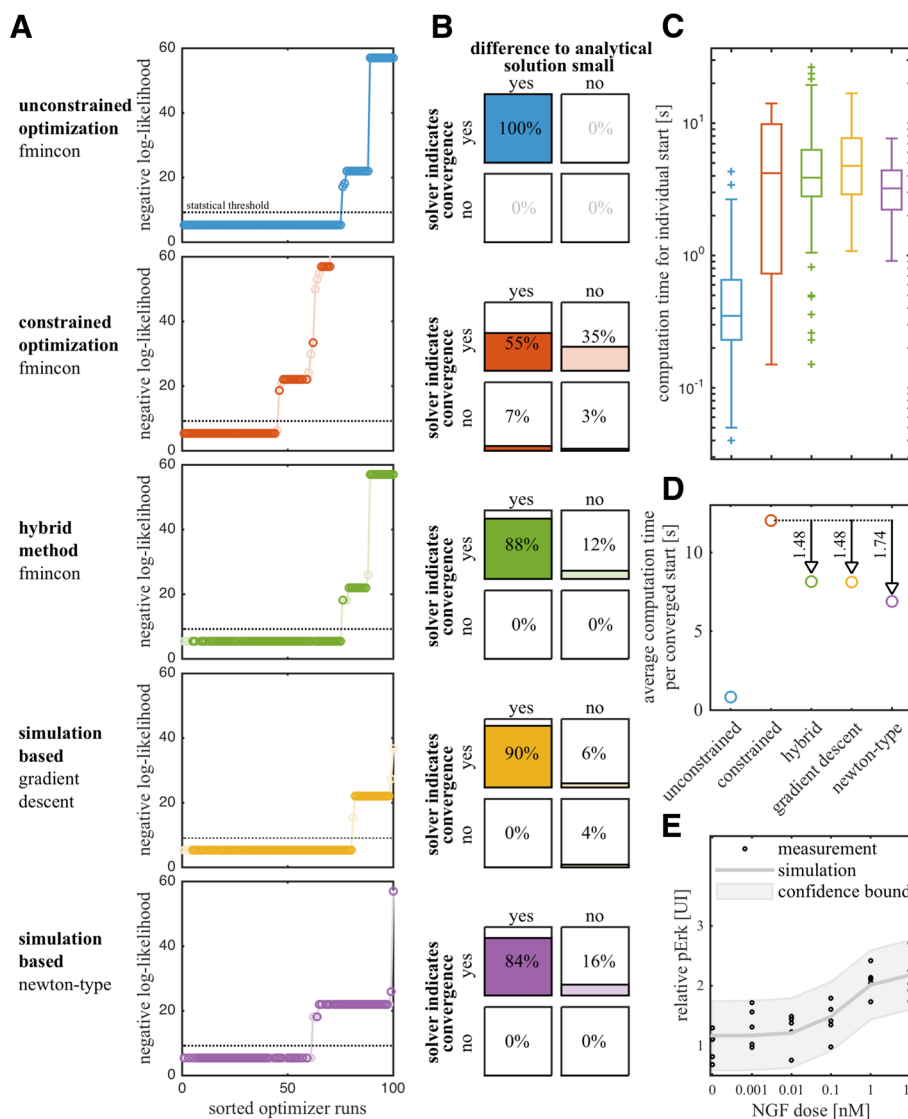 A
unconstrained
optimization
fmincon
negative log-likelihood
60
40
20
0
statstical threshold
constrained
optimization
fmincon
negative log-likelihood
60
40
20
0
hybrid
method
fmincon
negative log-likelihood
60
40
20
0
simulation
based
gradient
descent
negative log-likelihood
60
40
20
0
simulation
based
newton-type
negative log-likelihood
60
40
20
0
0
50
100
sorted optimizer runs
B
difference to analytical
solution small
yes
no
solver indicates
convergence
yes
no
100%
0%
0%
0%
yes
no
solver indicates
convergence
yes
no
55%
35%
7%
3%
yes
no
solver indicates
convergence
yes
no
88%
12%
0%
0%
yes
no
solver indicates
convergence
yes
no
90%
6%
0%
4%
yes
no
solver indicates
convergence
yes
no
84%
16%
0%
0%
C
computation time for individual start [s]
10¹
10⁰
10⁻¹
D
average computation time
per converged start [s]
10
5
0
1.48
1.48
1.74
unconstrained
constrained
hybrid
gradient descent
newton-type
E
measurement
simulation
confidence bound
relative pErk [UI]
3
2
1
0
0.001
0.01
0.1
1
NGF dose [nM]